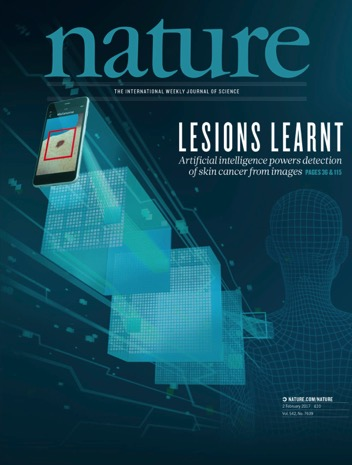 nature
THE INTERNATIONAL WEEKLY JOURNAL OF SCIENCE
LESIONS LEARNT
Artificial intelligence powers detection
of skin cancer from images PAGES 36 & 115
NATURE.COM/NATURE
2 February 2017 £10
Vol. 542, No. 7639